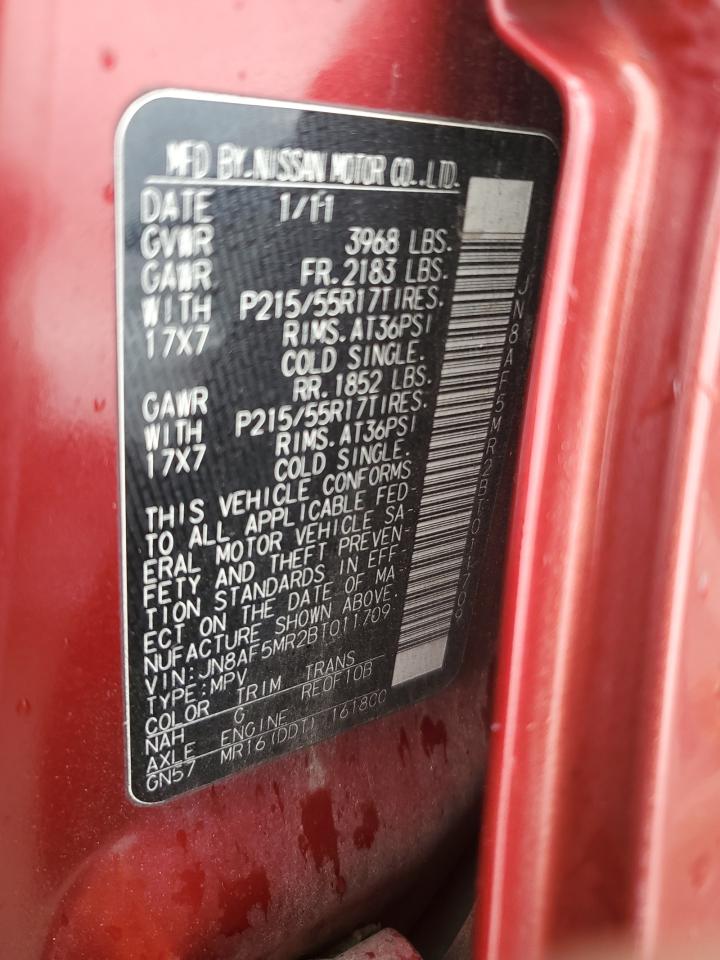 MFD BY.NISSAN MOTOR CO.,LTD.
DATE 1/11
GVWR 3968 LBS.
GAWR FR.2183 LBS.
WITH P215/55R17TIRES.
17X7 RIMS.AT36PSI
COLD SINGLE.
GAWR RR.1852 LBS.
WITH P215/55R17TIRES.
17X7 RIMS.AT36PSI
COLD SINGLE.
THIS VEHICLE CONFORMS
TO ALL APPLICABLE FED-
ERAL MOTOR VEHICLE SA-
FETY AND THEFT PREVEN-
TION STANDARDS IN EFF-
ECT ON THE DATE OF MA-
NUFACTURE SHOWN ABOVE.
VIN:JN8AF5MR2BT011709
TYPE:MPV
COLOR TRIM TRANS
NAH G RE0F10B
AXLE ENGINE
GN57 MR16(DDT) 1618CC
JN8AF5MR2BT011709